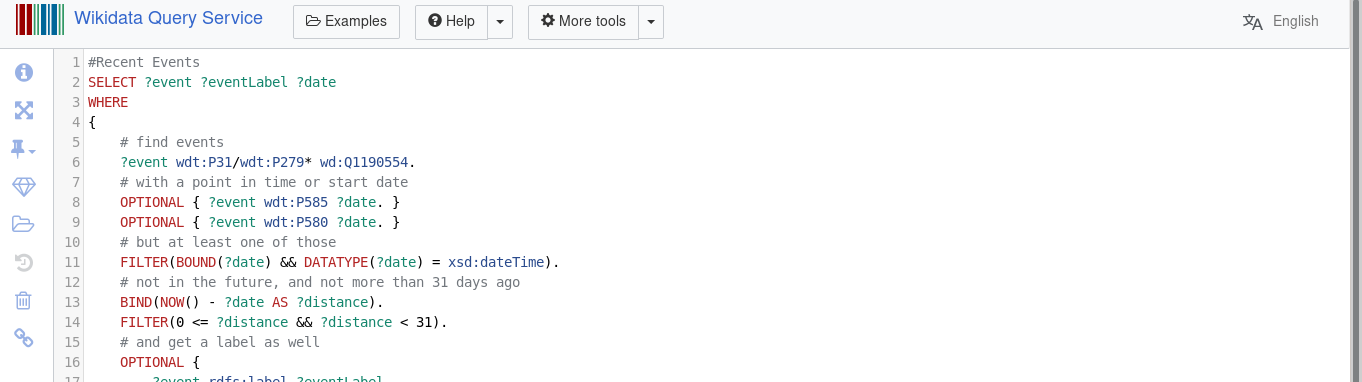 Wikidata Query Service Examples Help More tools English
1 #Recent Events
2 SELECT ?event ?eventLabel ?date
3 WHERE
4 {
5 # find events
6 ?event wdt:P31/wdt:P279* wd:Q1190554.
7 # with a point in time or start date
8 OPTIONAL { ?event wdt:P585 ?date. }
9 OPTIONAL { ?event wdt:P580 ?date. }
10 # but at least one of those
11 FILTER(BOUND(?date) && DATATYPE(?date) = xsd:dateTime).
12 # not in the future, and not more than 31 days ago
13 BIND(NOW() - ?date AS ?distance).
14 FILTER(0 <= ?distance && ?distance < 31).
15 # and get a label as well
16 OPTIONAL {
17 ?event rdfs:label ?eventLabel